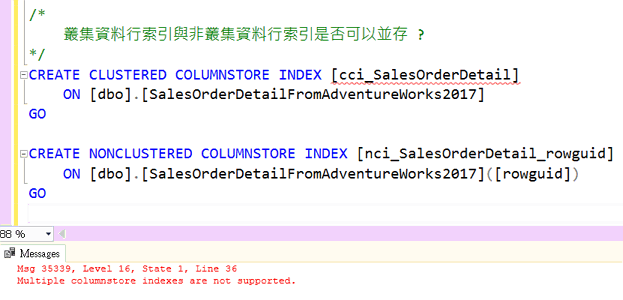 /*
叢集資料行索引與非叢集資料行索引是否可以並存 ?
*/
CREATE CLUSTERED COLUMNSTORE INDEX [cci_SalesOrderDetail]
ON [dbo].[SalesOrderDetailFromAdventureWorks2017]
GO
CREATE NONCLUSTERED COLUMNSTORE INDEX [nci_SalesOrderDetail_rowguid]
ON [dbo].[SalesOrderDetailFromAdventureWorks2017]([rowguid])
GO
88 %
Messages
Msg 35339, Level 16, State 1, Line 36
Multiple columnstore indexes are not supported.